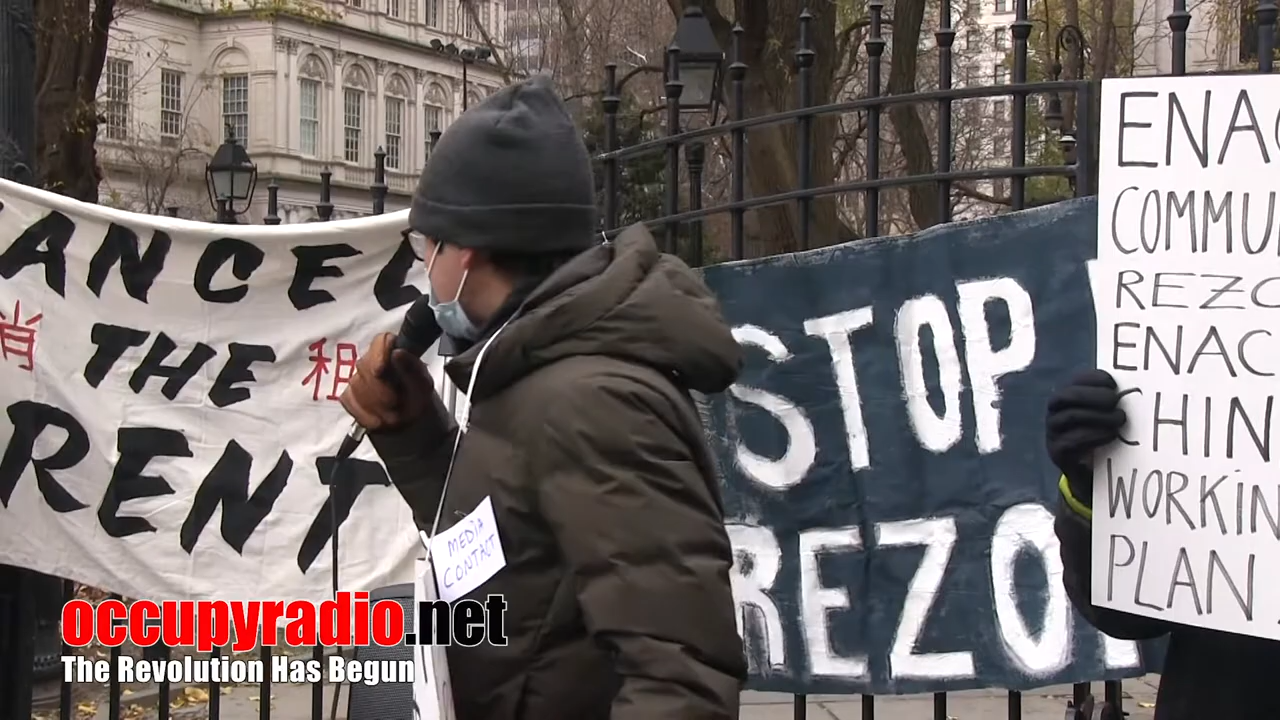 ANCEL
THE
RENT
消
租
MEDIA
CONTACT
STOP
REZO
ENAC
COMMU
REZO
ENAC
CHIN
WORKIN
PLAN
occupyradio.net
The Revolution Has Begun